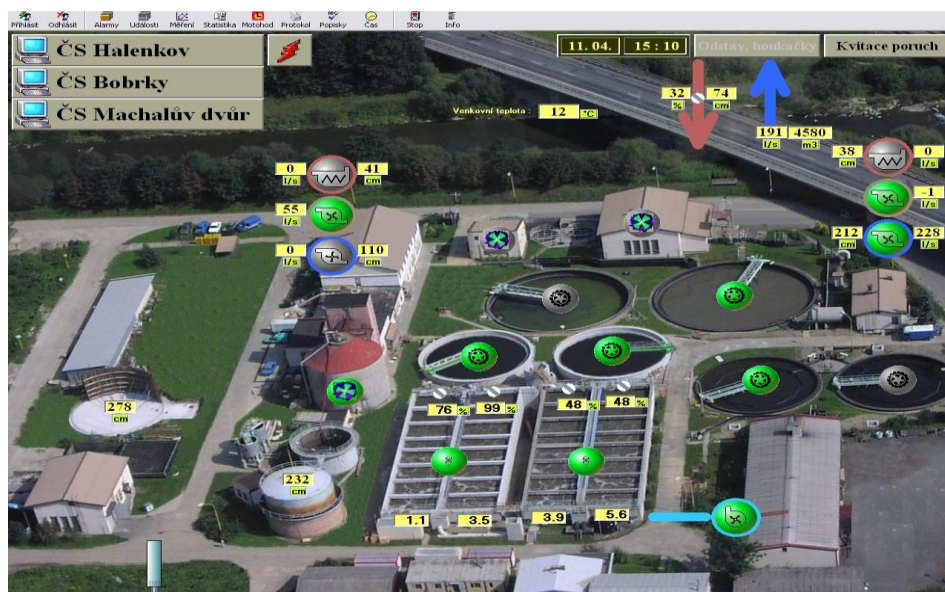 Přihlásit Odhlásit Alarmy Události Měření Statistika Motohod Protokol Popisky Čas Stop Info
ČS Halenkov
ČS Bobrky
ČS Machalův dvůr
11. 04. 15 : 10 Odstav. houkačky Kvitace poruch
32 74
% cm
Venkovní teplota : 12 °C
191 4580
l/s m3
38 0
cm l/s
0 41
l/s cm
-1
l/s
55
l/s
212 228
cm l/s
0 110
l/s cm
76 % 99 % 48 % 48 %
278
cm
232
cm
1.1 3.5 3.9 5.6